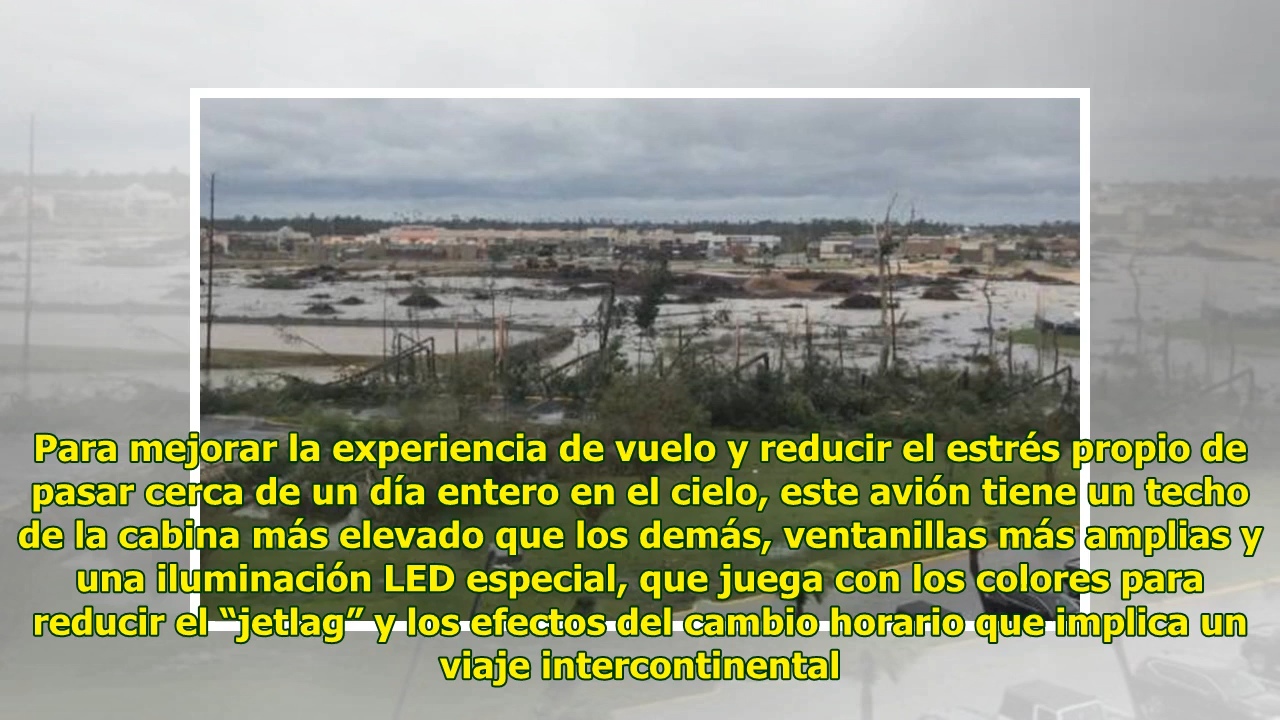 Para mejorar la experiencia de vuelo y reducir el estrés propio de
pasar cerca de un día entero en el cielo, este avión tiene un techo
de la cabina más elevado que los demás, ventanillas más amplias y
una iluminación LED especial, que juega con los colores para
reducir el “jetlag” y los efectos del cambio horario que implica un
viaje intercontinental